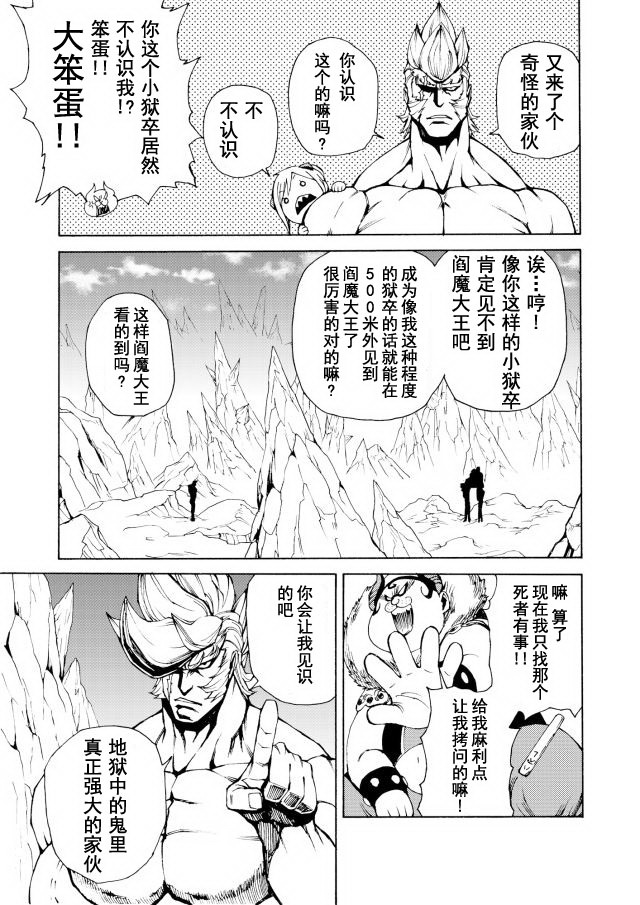 又来了个
奇怪的家伙
你认识
这个的嘛吗?
不
不认识
你这个小狱卒居然
不认识我!?
笨蛋!!
大笨蛋!!
诶…哼!
像你这样的小狱卒
肯定见不到
阎魔大王吧
成为像我这种程度
的狱卒的话就能在
500米外见到
阎魔大王了
很厉害的对的嘛?
这样阎魔大王
看的到吗?
嘛 算了
现在我只找那个
死者有事!!
给我麻利点
让我拷问的嘛!
你会让我见识
的吧
地狱中的鬼里
真正强大的家伙